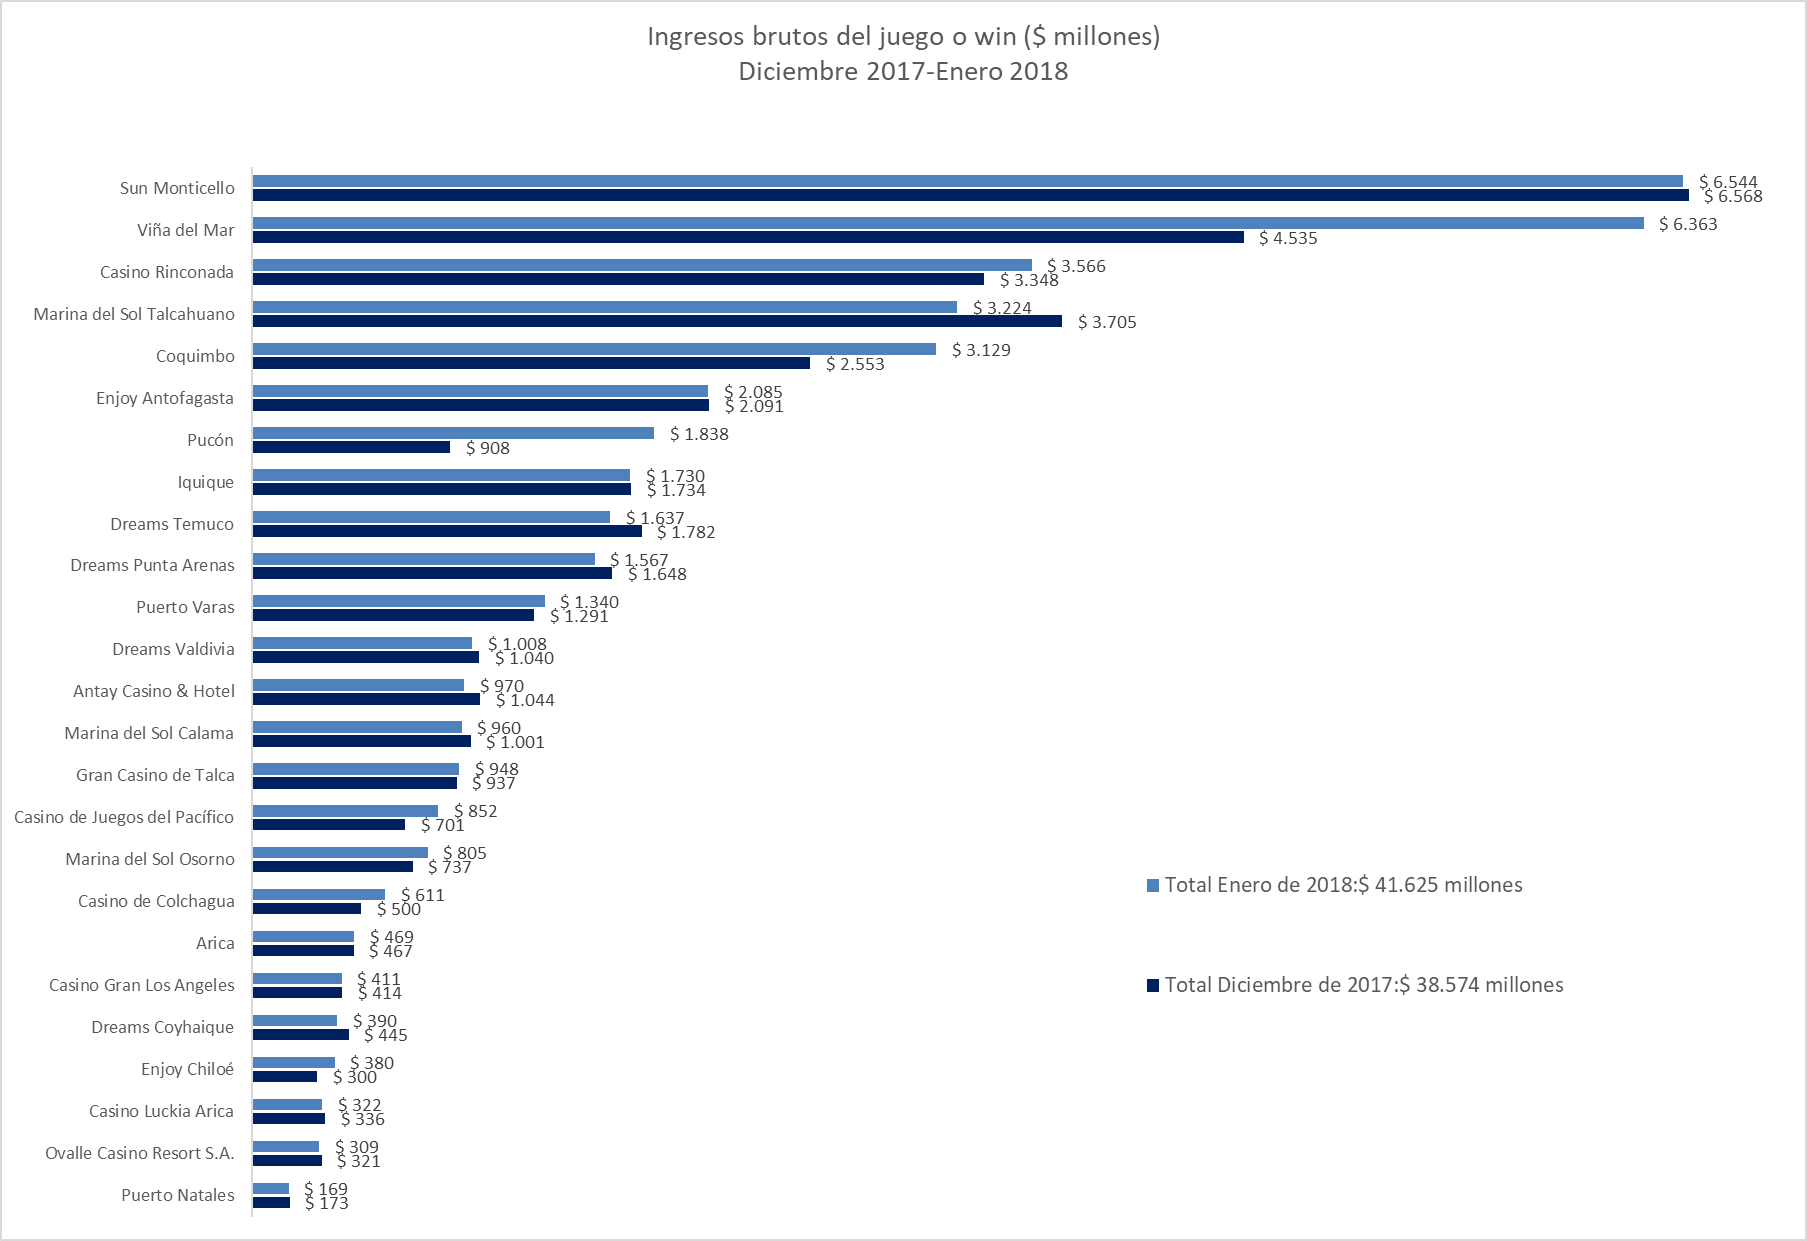 Ingresos brutos del juego o win ($ millones)
Diciembre 2017-Enero 2018
Sun Monticello
$ 6.544
$ 6.568
Viña del Mar
$ 6.363
$ 4.535
Casino Rinconada
$ 3.566
$ 3.348
Marina del Sol Talcahuano
$ 3.224
$ 3.705
Coquimbo
$ 3.129
$ 2.553
Enjoy Antofagasta
$ 2.085
$ 2.091
Pucón
$ 1.838
$ 908
Iquique
$ 1.730
$ 1.734
Dreams Temuco
$ 1.637
$ 1.782
Dreams Punta Arenas
$ 1.567
$ 1.648
Puerto Varas
$ 1.340
$ 1.291
Dreams Valdivia
$ 1.008
$ 1.040
Antay Casino & Hotel
$ 970
$ 1.044
Marina del Sol Calama
$ 960
$ 1.001
Gran Casino de Talca
$ 948
$ 937
Casino de Juegos del Pacífico
$ 852
$ 701
Marina del Sol Osorno
$ 805
$ 737
Casino de Colchagua
$ 611
$ 500
Arica
$ 469
$ 467
Casino Gran Los Angeles
$ 411
$ 414
Dreams Coyhaique
$ 390
$ 445
Enjoy Chiloé
$ 380
$ 300
Casino Luckia Arica
$ 322
$ 336
Ovalle Casino Resort S.A.
$ 309
$ 321
Puerto Natales
$ 169
$ 173
Total Enero de 2018:$ 41.625 millones
Total Diciembre de 2017:$ 38.574 millones